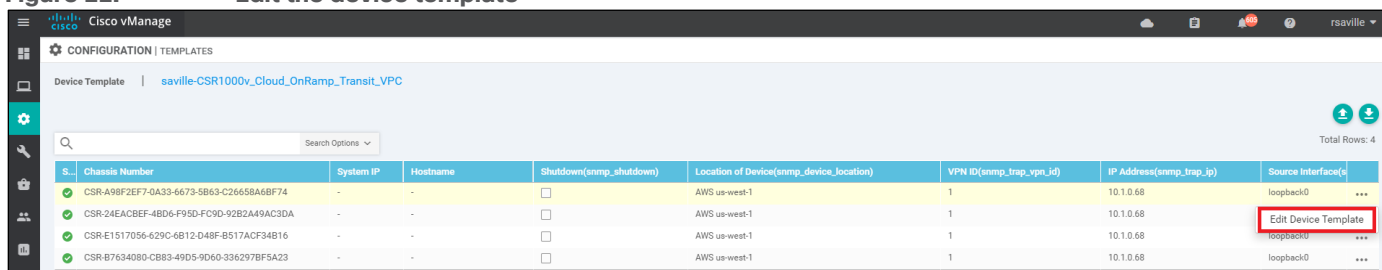 Figure 22. Edit the device template
cisco Cisco vManage 605 rsaville
CONFIGURATION | TEMPLATES
Device Template | saville-CSR1000v_Cloud_OnRamp_Transit_VPC
Search Options Total Rows: 4
S... Chassis Number System IP Hostname Shutdown(snmp_shutdown) Location of Device(snmp_device_location) VPN ID(snmp_trap_vpn_id) IP Address(snmp_trap_ip) Source Interface(s
CSR-A98F2EF7-0A33-6673-5B63-C26658A6BF74 - - AWS us-west-1 1 10.1.0.68 loopback0 ...
CSR-24EACBEF-4BD6-F95D-FC9D-92B2A49AC3DA - - AWS us-west-1 1 10.1.0.68 Edit Device Template
CSR-E1517056-629C-6B12-D48F-B517ACF34B16 - - AWS us-west-1 1 10.1.0.68 loopback0 ...
CSR-B7634080-CB83-49D5-9D60-336297BF5A23 - - AWS us-west-1 1 10.1.0.68 loopback0 ...